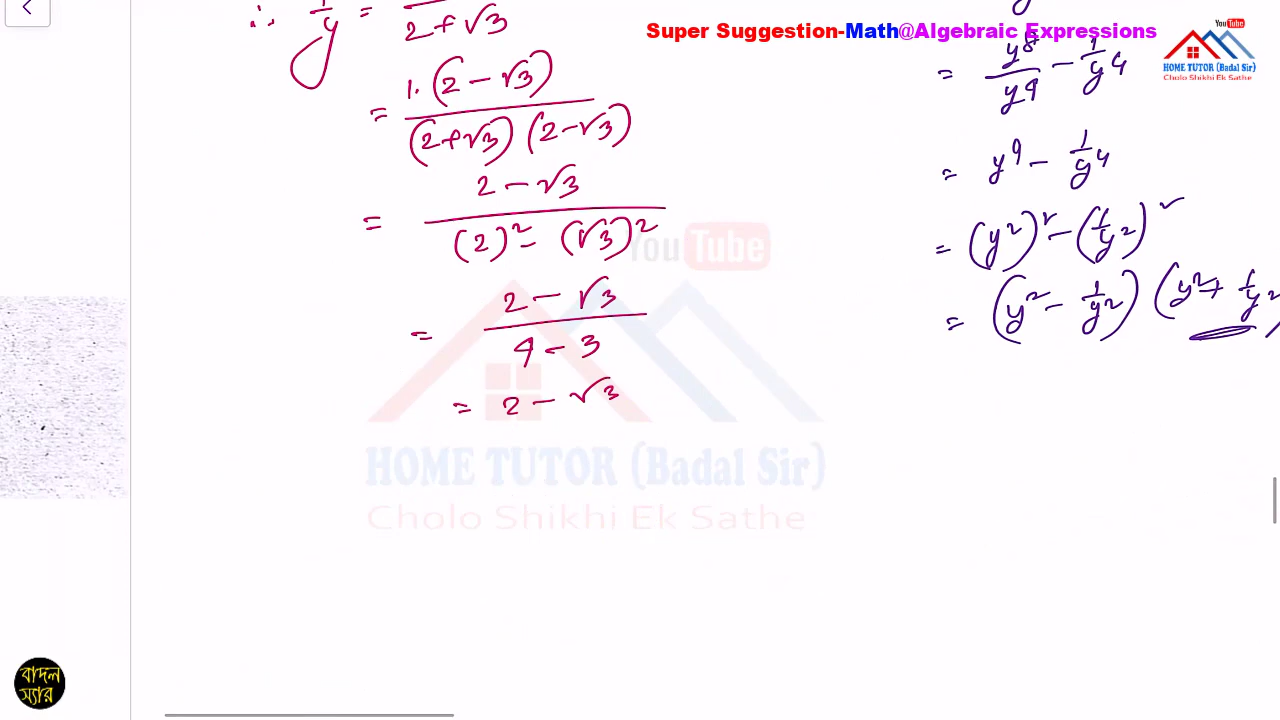 Super Suggestion-Math@Algebraic Expressions
YouTube
HOME TUTOR (Badal Sir)
Cholo Shikhi Ek Sathe
∴ 1/y = 
2+√3
= 1.(2-√3) / (2+√3)(2-√3)
= 2-√3 / (2)² - (√3)²
= 2-√3 / 4-3
= 2-√3
= y⁸/y⁴ - 1/y⁴
= y⁴ - 1/y⁴
= (y²)² - (1/y²)²
= (y² - 1/y²) (y² + 1/y²)
YouTube
HOME TUTOR (Badal Sir)
Cholo Shikhi Ek Sathe
বাদল
স্যার